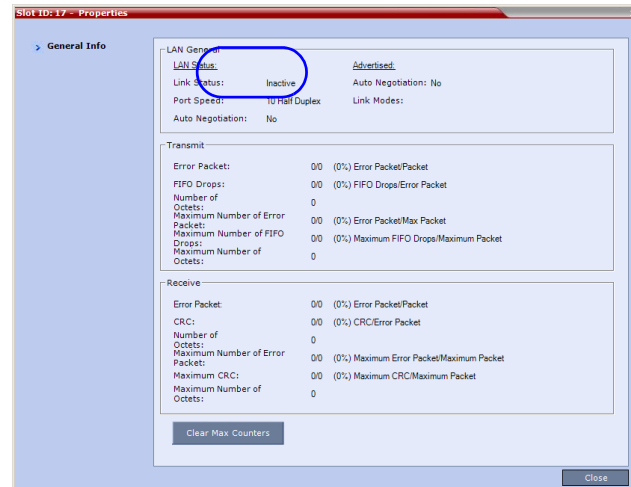 Slot ID: 17 - Properties
General Info
LAN General
LAN Status: Advertised:
Link Status: Inactive Auto Negotiation: No
Port Speed: 10 Half Duplex Link Modes:
Auto Negotiation: No
Transmit
Error Packet: 0/0 (0%) Error Packet/Packet
FIFO Drops: 0/0 (0%) FIFO Drops/Error Packet
Number of
Octets: 0
Maximum Number of Error
Packet: 0/0 (0%) Error Packet/Max Packet
Maximum Number of FIFO
Drops: 0/0 (0%) Maximum FIFO Drops/Maximum Packet
Maximum Number of
Octets: 0
Receive
Error Packet: 0/0 (0%) Error Packet/Packet
CRC: 0/0 (0%) CRC/Error Packet
Number of
Octets: 0
Maximum Number of Error
Packet: 0/0 (0%) Maximum Error Packet/Maximum Packet
Maximum CRC: 0/0 (0%) Maximum CRC/Maximum Packet
Maximum Number of
Octets: 0
Clear Max Counters
Close